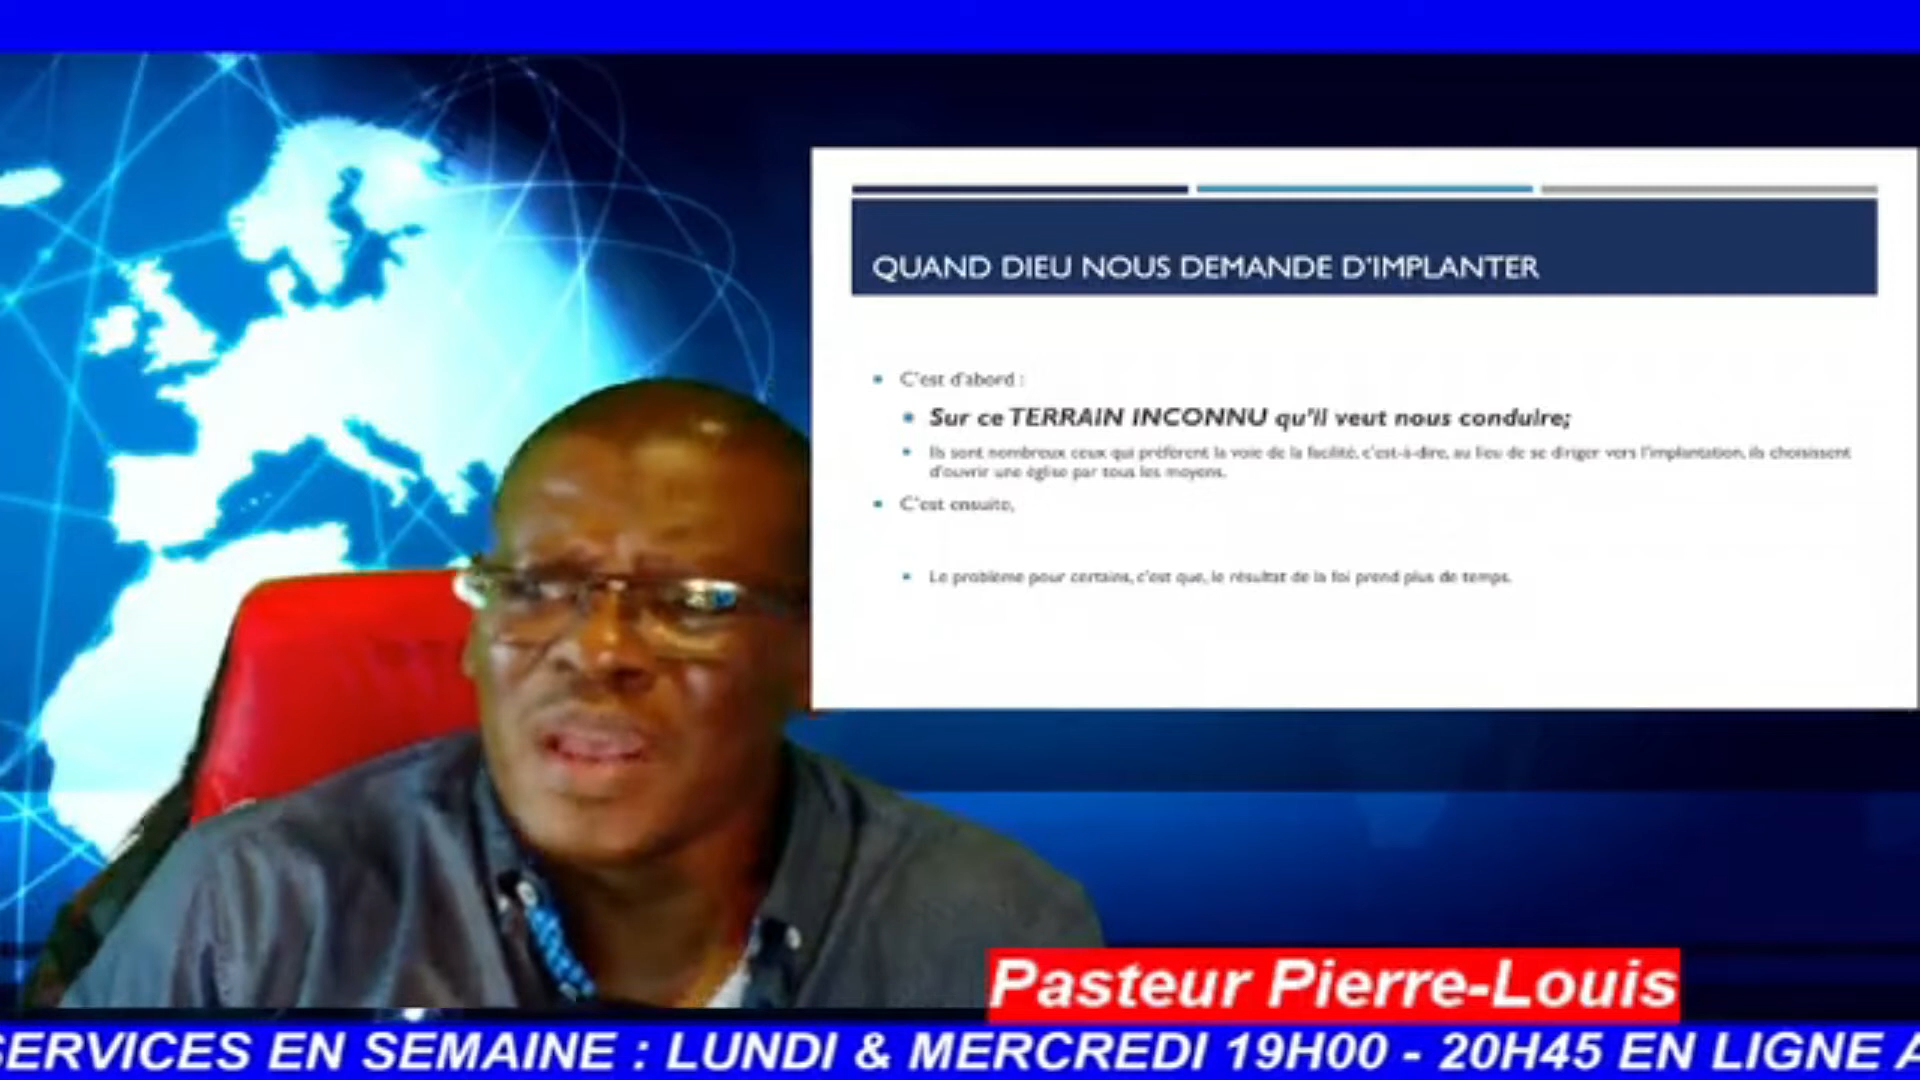 QUAND DIEU NOUS DEMANDE D'IMPLANTER
C'est d'abord :
Sur ce TERRAIN INCONNU qu'il veut nous conduire;
Ils sont nombreux ceux qui préfèrent la voie de la facilité, c'est-à-dire, au lieu de se diriger vers l'implantation, ils choisissent
d'ouvrir une église par tous les moyens.
C'est ensuite,
Le problème pour certains, c'est que, le résultat de la foi prend plus de temps.
Pasteur Pierre-Louis
SERVICES EN SEMAINE : LUNDI & MERCREDI 19H00 - 20H45 EN LIGNE A